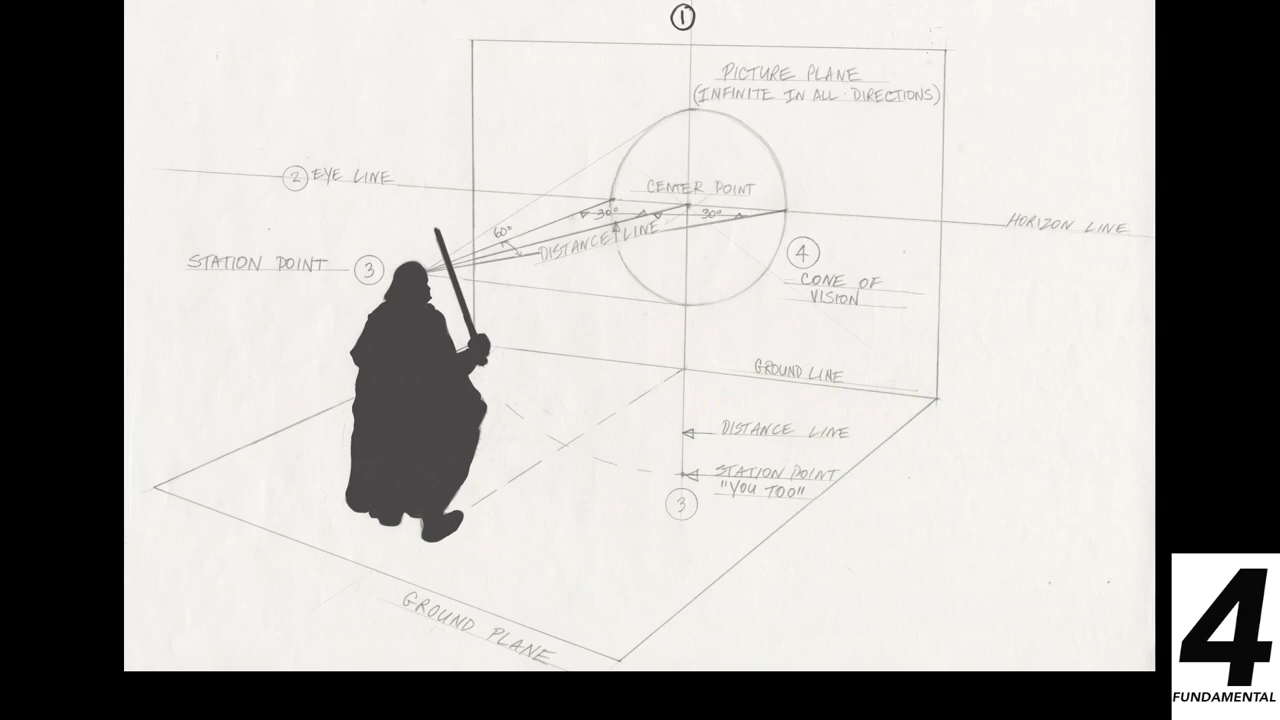 1
PICTURE PLANE
(INFINITE IN ALL DIRECTIONS)
2 EYE LINE
CENTER POINT
30° 30°
60°
DISTANCE LINE
HORIZON LINE
STATION POINT 3
4
CONE OF
VISION
GROUND LINE
DISTANCE LINE
STATION POINT
"YOU TOO"
3
GROUND PLANE
4
FUNDAMENTAL